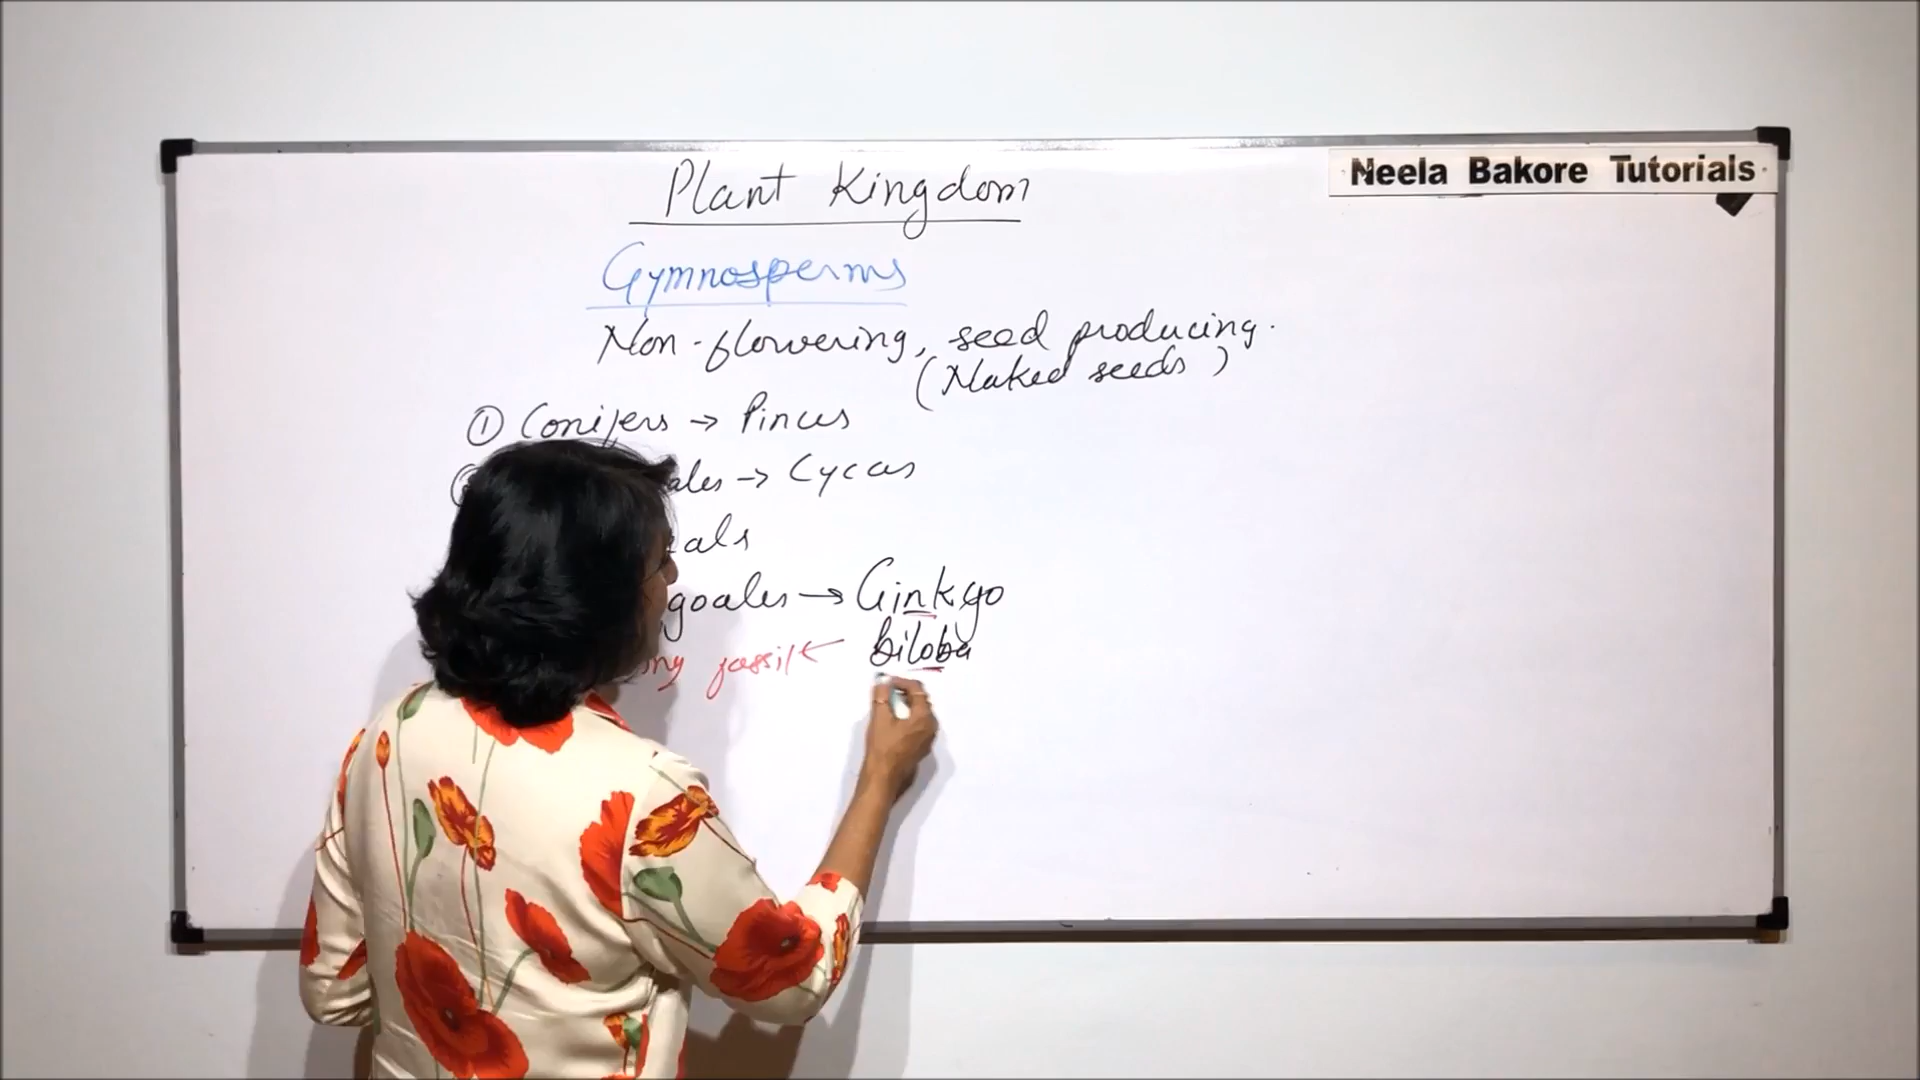 Plant Kingdom
Neela Bakore Tutorials
Gymnosperms
Non-flowering, seed producing.
(Naked seeds)
① Conifers → Pinus
ales → Cycas
als
goales → Ginkgo
biloba
fossil ←